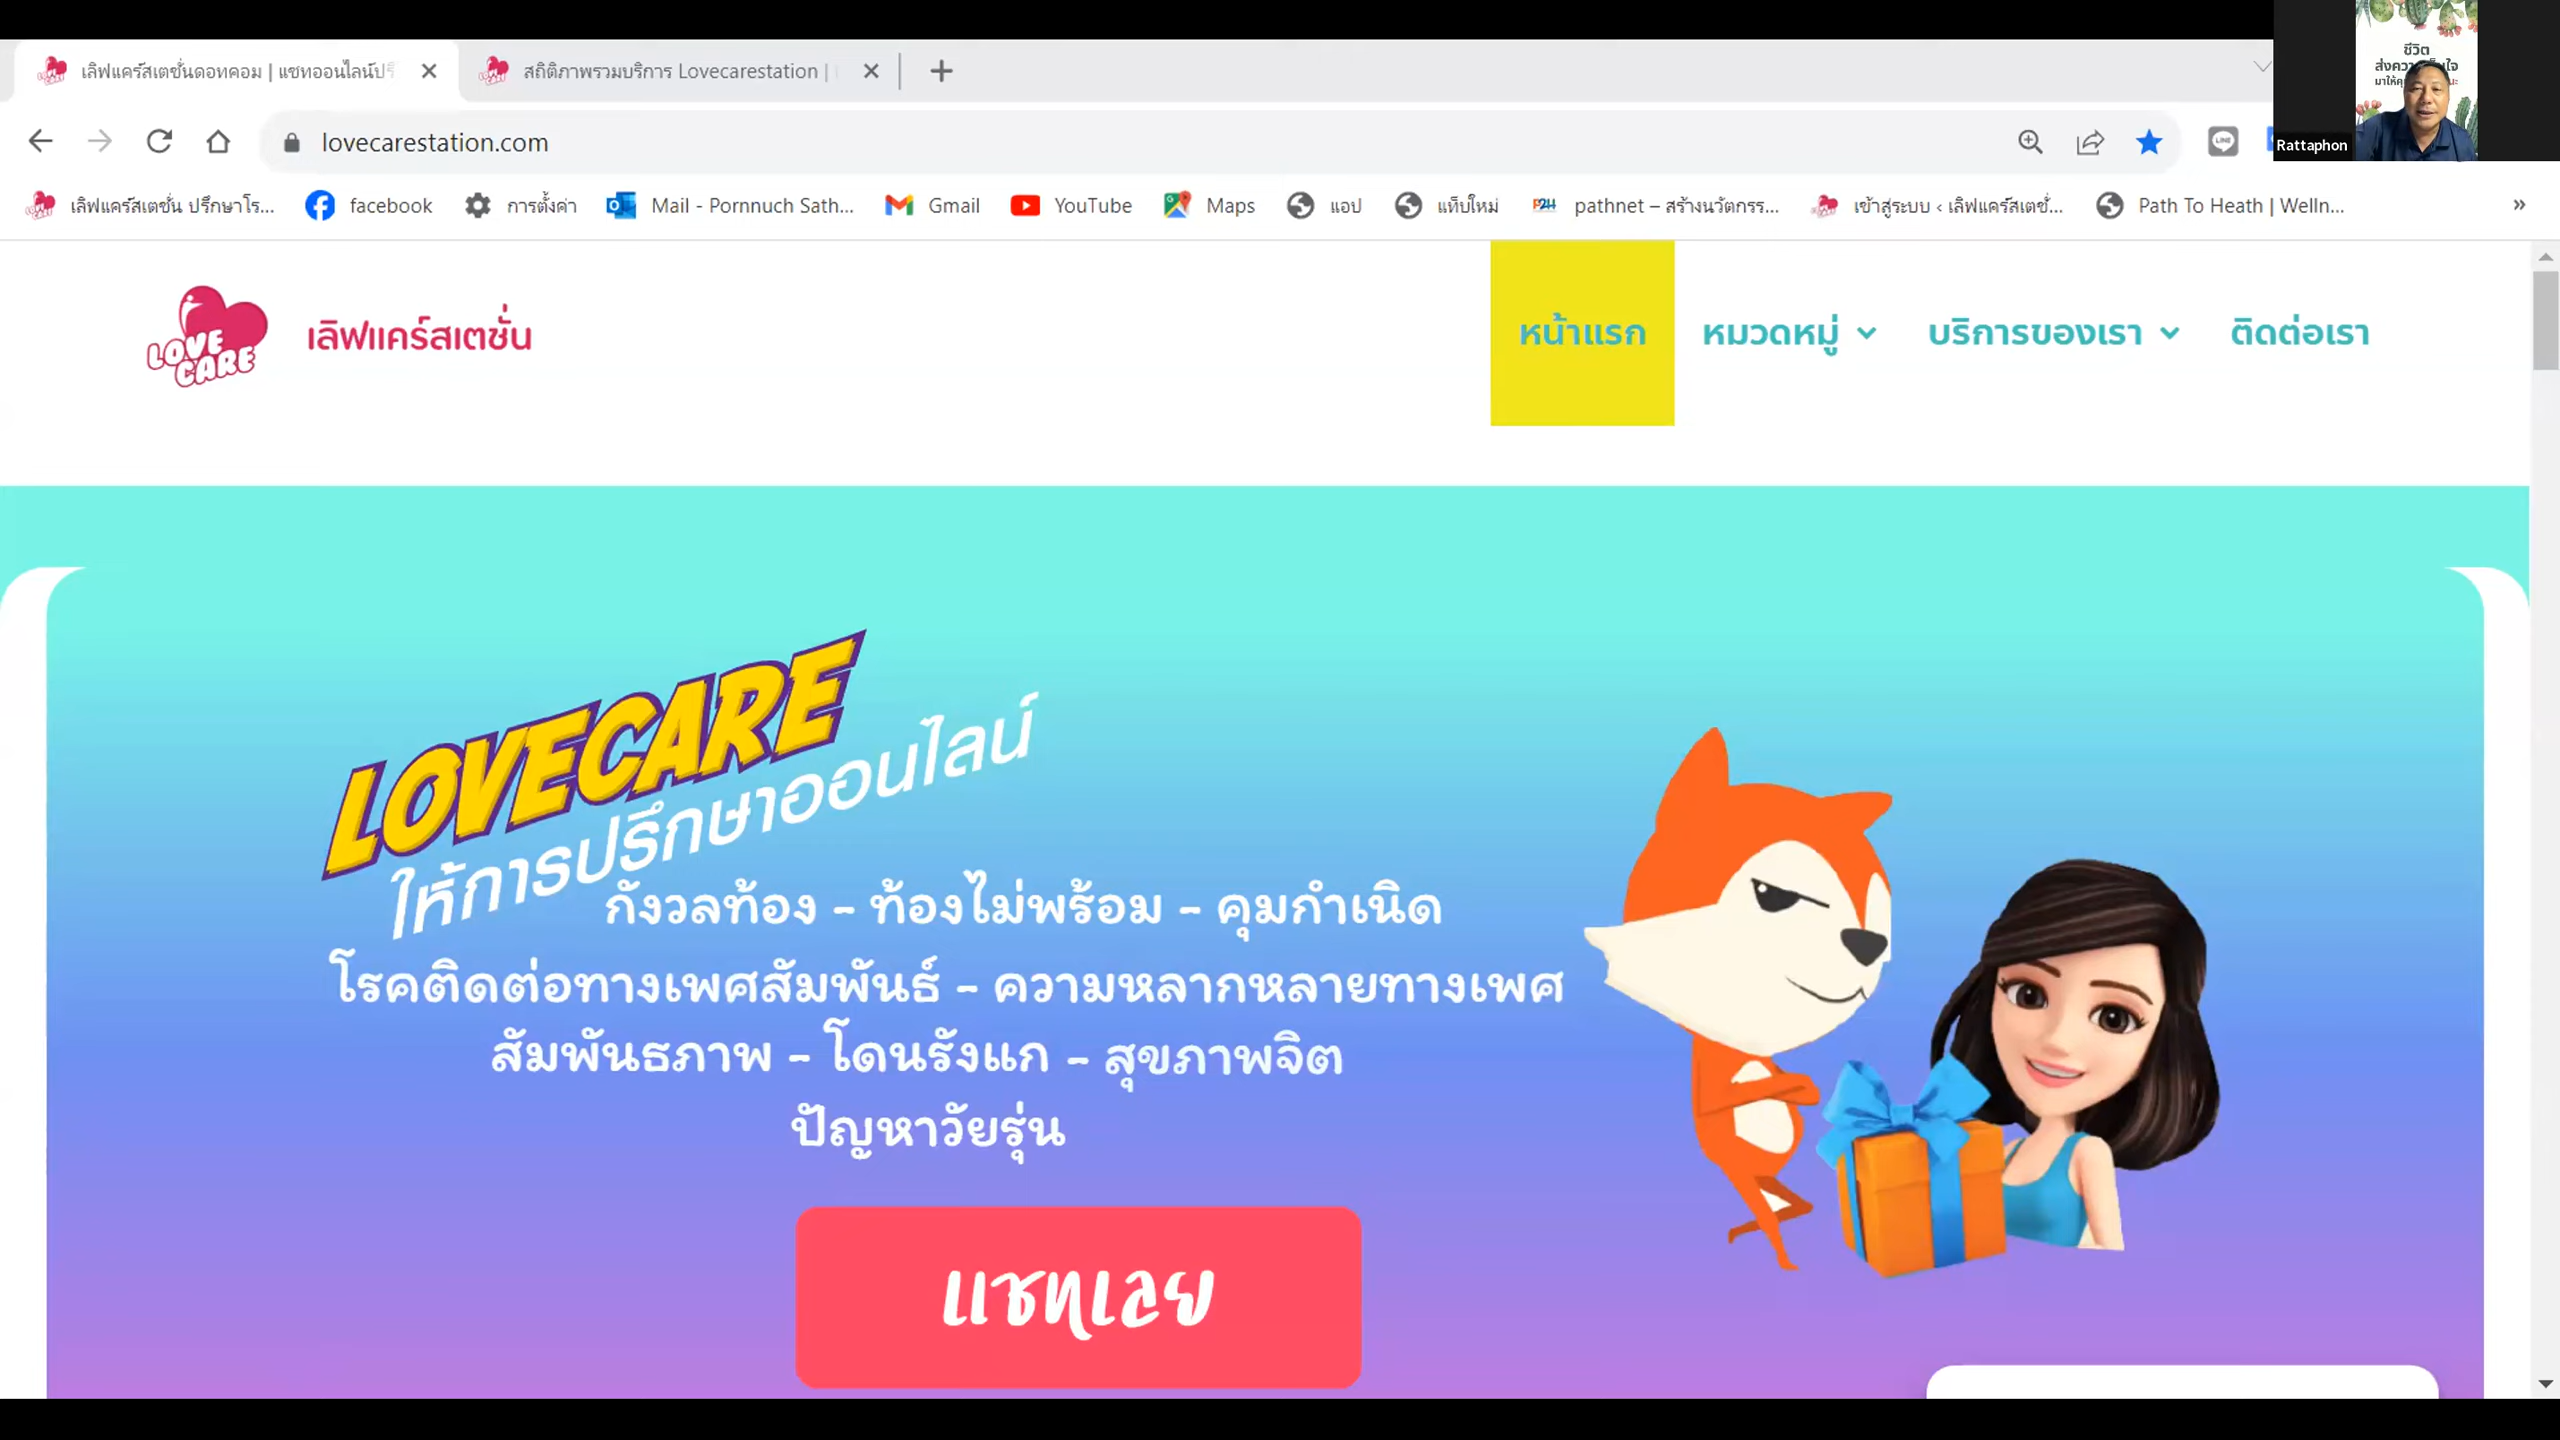 เลิฟแคร์สเตชั่นดอทคอม | แชทออนไลน์ปรึ
สถิติภาพรวมบริการ Lovecarestation |
ชีวิต
lovecarestation.com
Rattaphon
เลิฟแคร์สเตชั่น ปรึกษาโร...
facebook
การตั้งค่า
Mail - Pornnuch Sath...
Gmail
YouTube
Maps
แอป
แท็บใหม่
pathnet – สร้างนวัตกรร...
เข้าสู่ระบบ ‹ เลิฟแคร์สเตชั่...
Path To Heath | Welln...
»
LOVE
CARE
เลิฟแคร์สเตชั่น
หน้าแรก
หมวดหมู่
บริการของเรา
ติดต่อเรา
LOVECARE
ให้การปรึกษาออนไลน์
กังวลท้อง - ท้องไม่พร้อม - คุมกำเนิด
โรคติดต่อทางเพศสัมพันธ์ - ความหลากหลายทางเพศ
สัมพันธภาพ - โดนรังแก - สุขภาพจิต
ปัญหาวัยรุ่น
แชทเลย